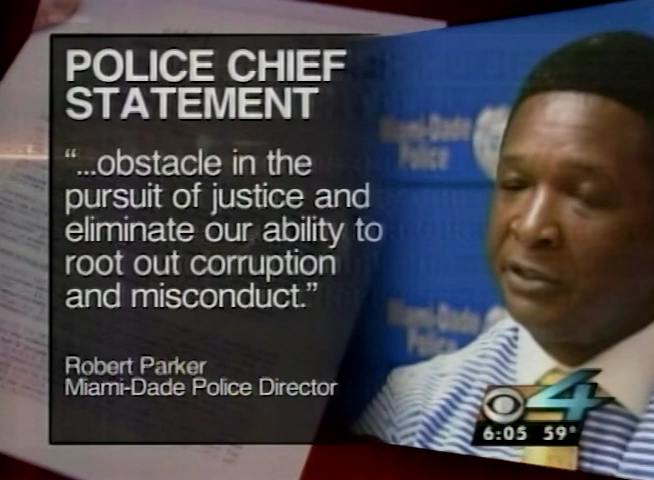 POLICE CHIEF
STATEMENT
“...obstacle in the
pursuit of justice and
eliminate our ability to
root out corruption
and misconduct.”
Robert Parker
Miami-Dade Police Director
Miami-Dade
Police
Miami-Dade
Police
4
6:05 59°